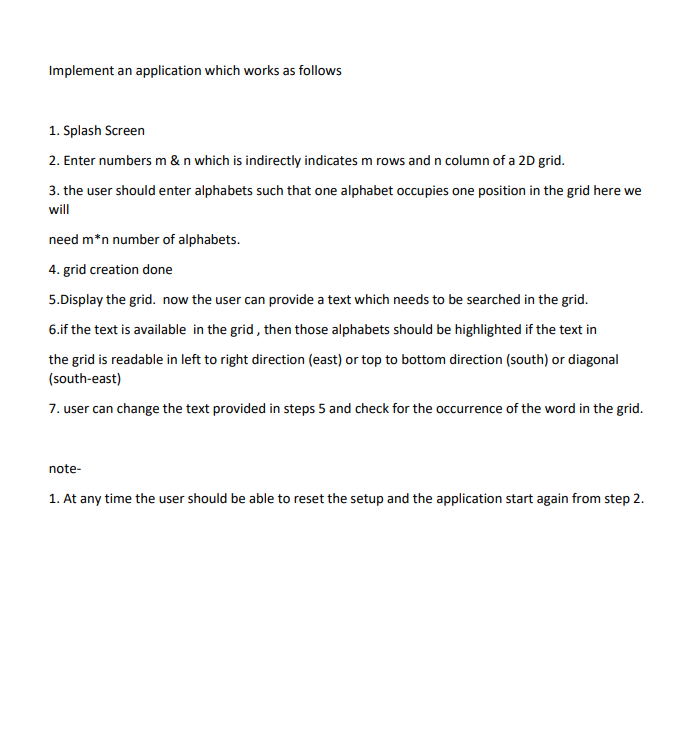 Implement an application which works as follows
1. Splash Screen
2. Enter numbers m & n which is indirectly indicates m rows and n column of a 2D grid.
3. the user should enter alphabets such that one alphabet occupies one position in the grid here we
will
need m*n number of alphabets.
4. grid creation done
5.Display the grid.  now the user can provide a text which needs to be searched in the grid.
6.if the text is available  in the grid , then those alphabets should be highlighted if the text in
the grid is readable in left to right direction (east) or top to bottom direction (south) or diagonal
(south-east)
7. user can change the text provided in steps 5 and check for the occurrence of the word in the grid.
note-
1. At any time the user should be able to reset the setup and the application start again from step 2.